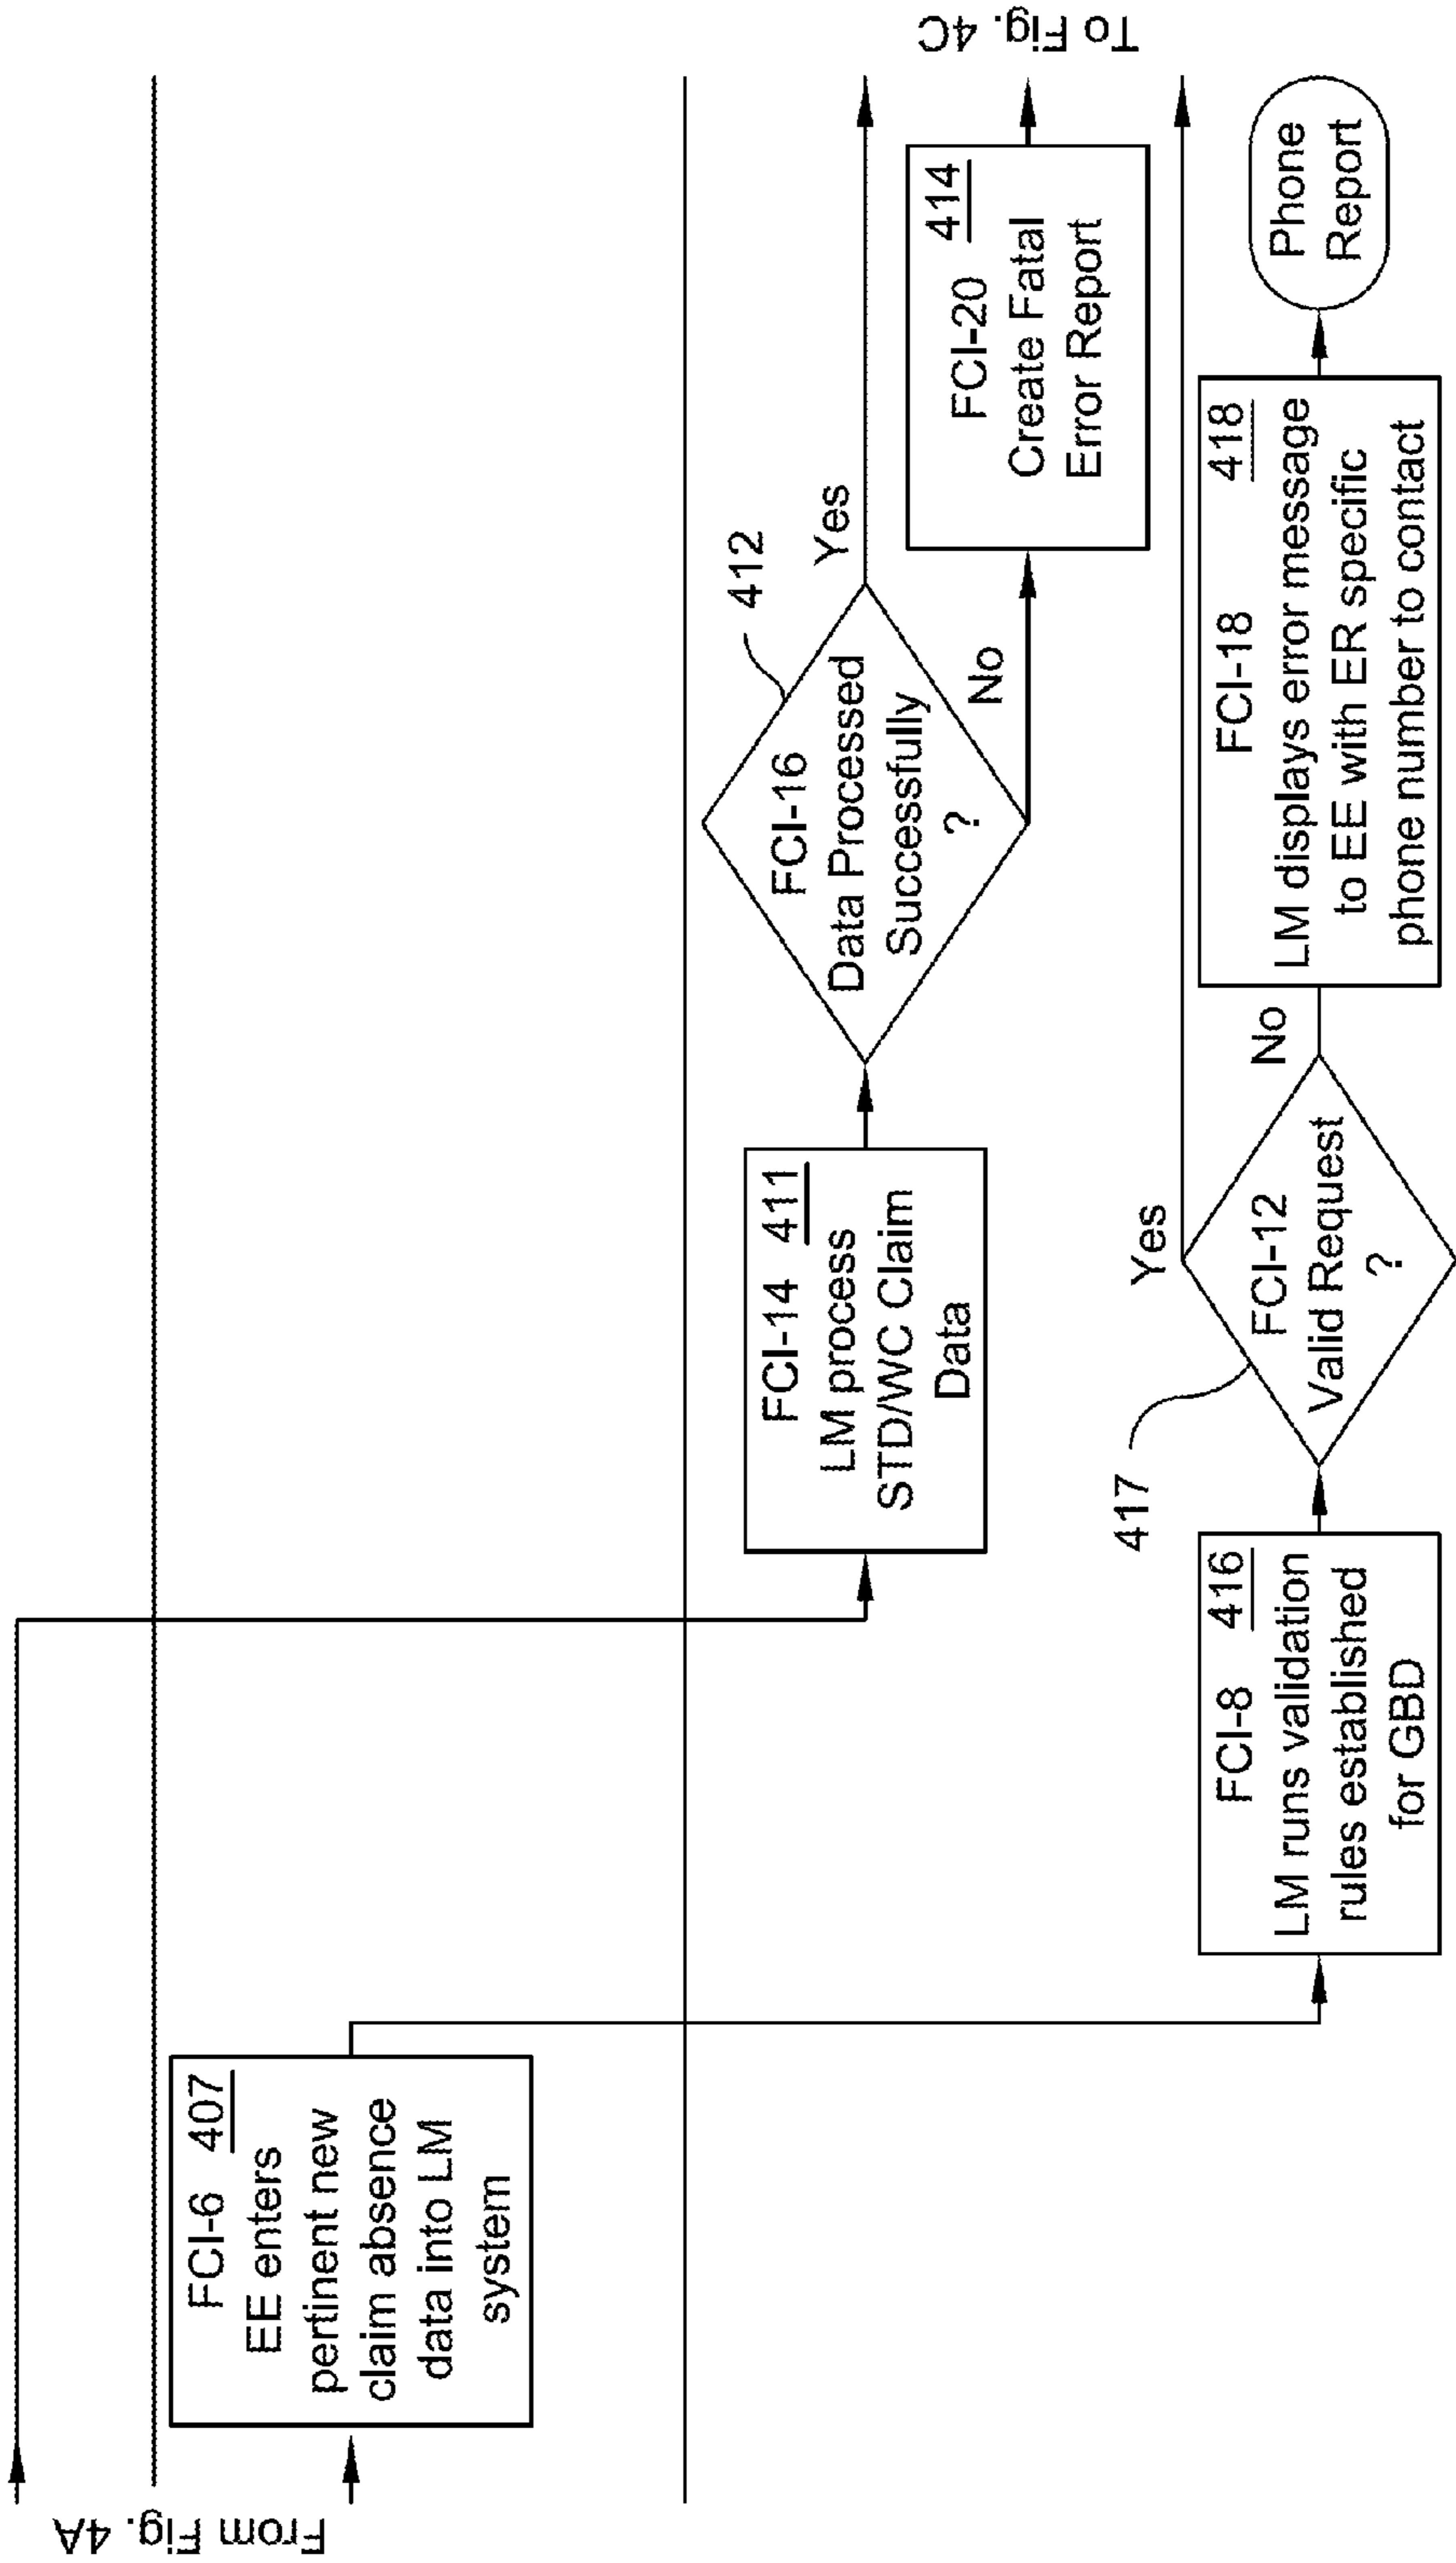 From Fig. 4A
FCI-6 407
EE enters
pertinent new
claim absence
data into LM
system
FCI-14 411
LM process
STD/WC Claim
Data
412
FCI-16
Data Processed
Successfully
?
Yes
No
FCI-20 414
Create Fatal
Error Report
FCI-8 416
LM runs validation
rules established
for GBD
417
FCI-12
Valid Request
?
Yes
No
FCI-18 418
LM displays error message
to EE with ER specific
phone number to contact
Phone
Report
To Fig. 4C